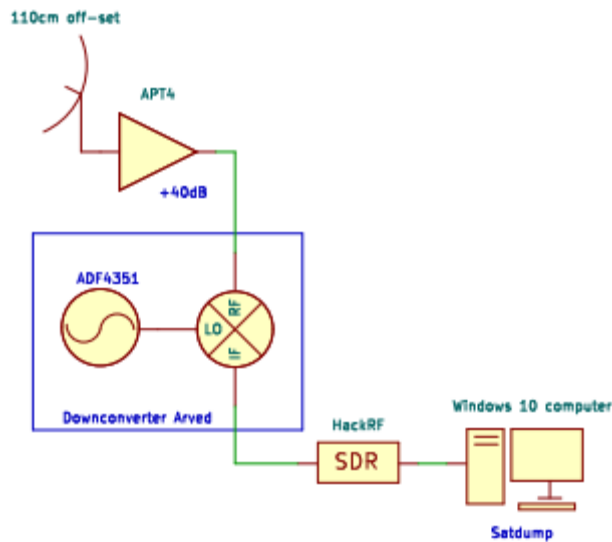 110cm off-set
APT4
+40dB
ADF4351
LO
RF
IF
Downconverter Arved
HackRF
SDR
Windows 10 computer
Satdump